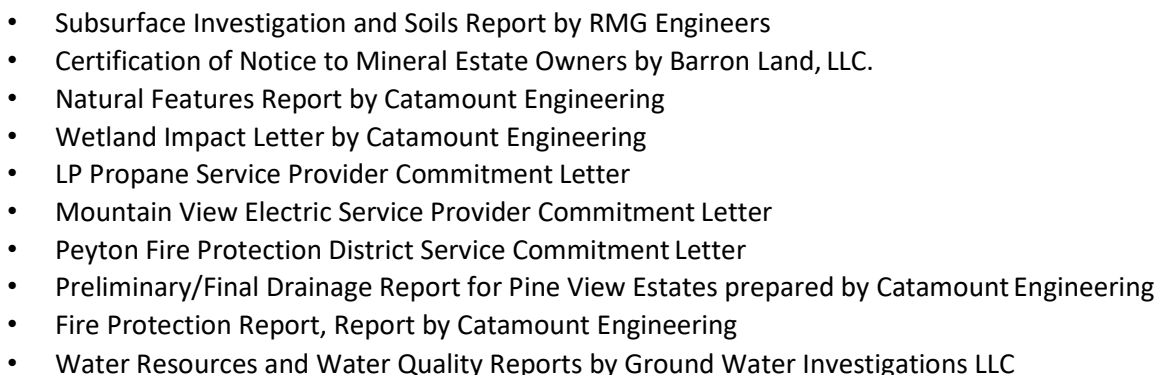 • Subsurface Investigation and Soils Report by RMG Engineers
• Certification of Notice to Mineral Estate Owners by Barron Land, LLC.
• Natural Features Report by Catamount Engineering
• Wetland Impact Letter by Catamount Engineering
• LP Propane Service Provider Commitment Letter
• Mountain View Electric Service Provider Commitment Letter
• Peyton Fire Protection District Service Commitment Letter
• Preliminary/Final Drainage Report for Pine View Estates prepared by Catamount Engineering
• Fire Protection Report, Report by Catamount Engineering
• Water Resources and Water Quality Reports by Ground Water Investigations LLC